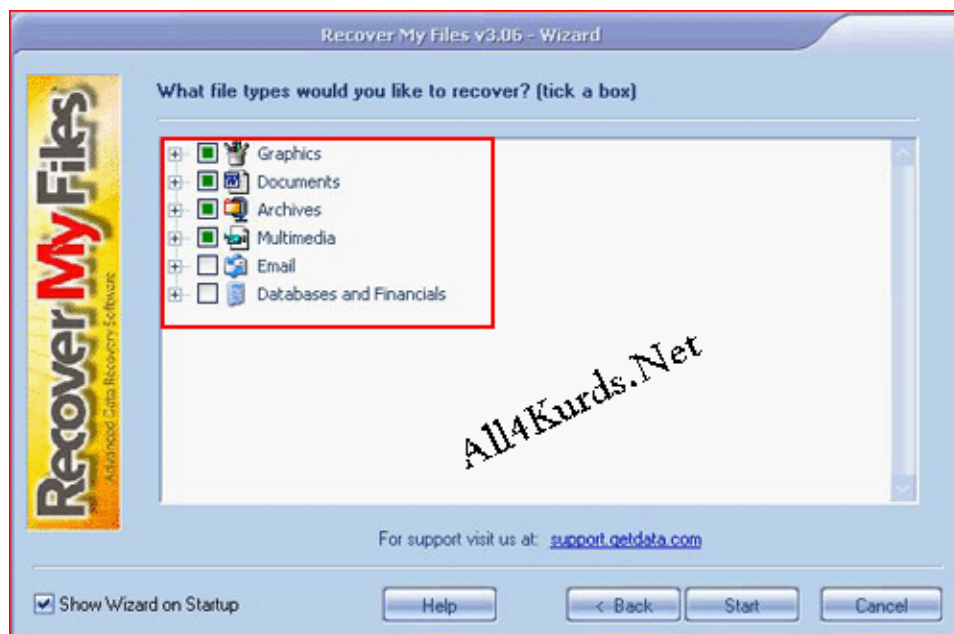 Recover My Files v3.06 - Wizard
Recover My Files
Advanced Data Recovery Software
What file types would you like to recover? (tick a box)
Graphics
Documents
Archives
Multimedia
Email
Databases and Financials
All4Kurds.Net
For support visit us at: support.getdata.com
Show Wizard on Startup
Help
< Back
Start
Cancel